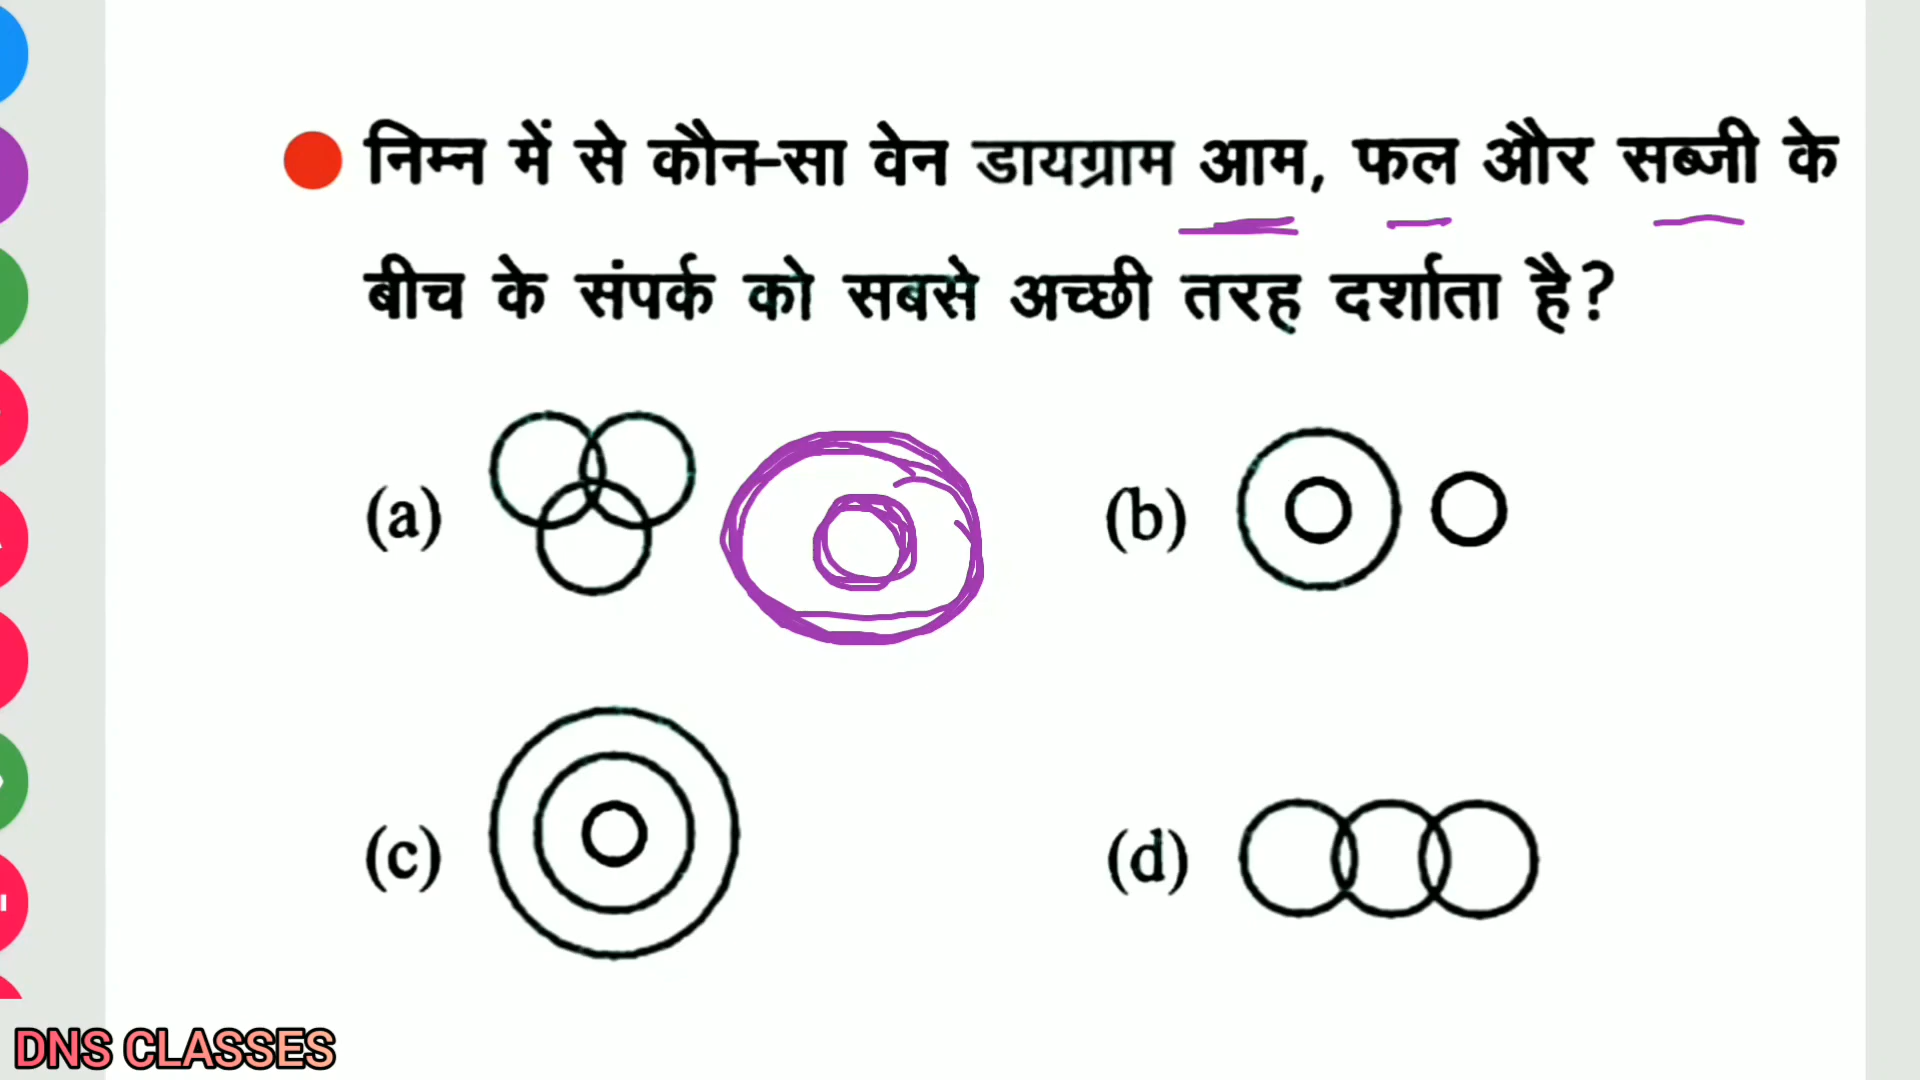 निम्न में से कौन-सा वेन डायग्राम आम, फल और सब्जी के
बीच के संपर्क को सबसे अच्छी तरह दर्शाता है?
(a)
(b)
(c)
(d)
DNS CLASSES